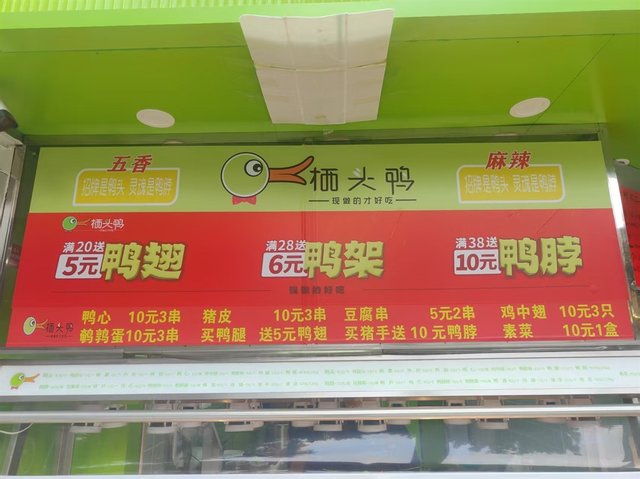 五香
招牌是鸭头 灵魂是鸭脖
栖头鸭
现做的才好吃
麻辣
招牌是鸭头 灵魂是鸭脖
栖头鸭
满20送
5元鸭翅
满28送
6元鸭架
现做的才好吃
满38送
10元鸭脖
鸭心 10元3串 猪皮 10元3串 豆腐串 5元2串 鸡中翅 10元3只
鹌鹑蛋10元3串 买鸭腿 送5元鸭翅 买猪手送10元鸭脖 素菜 10元1盒
栖头鸭